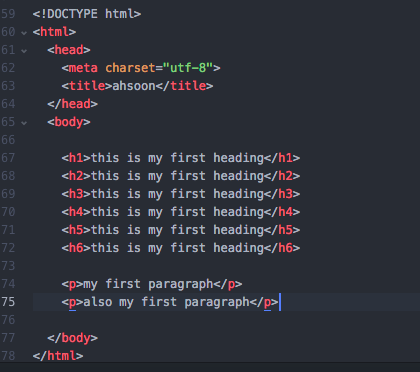 59 <!DOCTYPE html>
60 <html>
61 <head>
62 <meta charset="utf-8">
63 <title>ahsoon</title>
64 </head>
65 <body>
66
67 <h1>this is my first heading</h1>
68 <h2>this is my first heading</h2>
69 <h3>this is my first heading</h3>
70 <h4>this is my first heading</h4>
71 <h5>this is my first heading</h5>
72 <h6>this is my first heading</h6>
73
74 <p>my first paragraph</p>
75 <p>also my first paragraph</p>
76
77 </body>
78 </html>